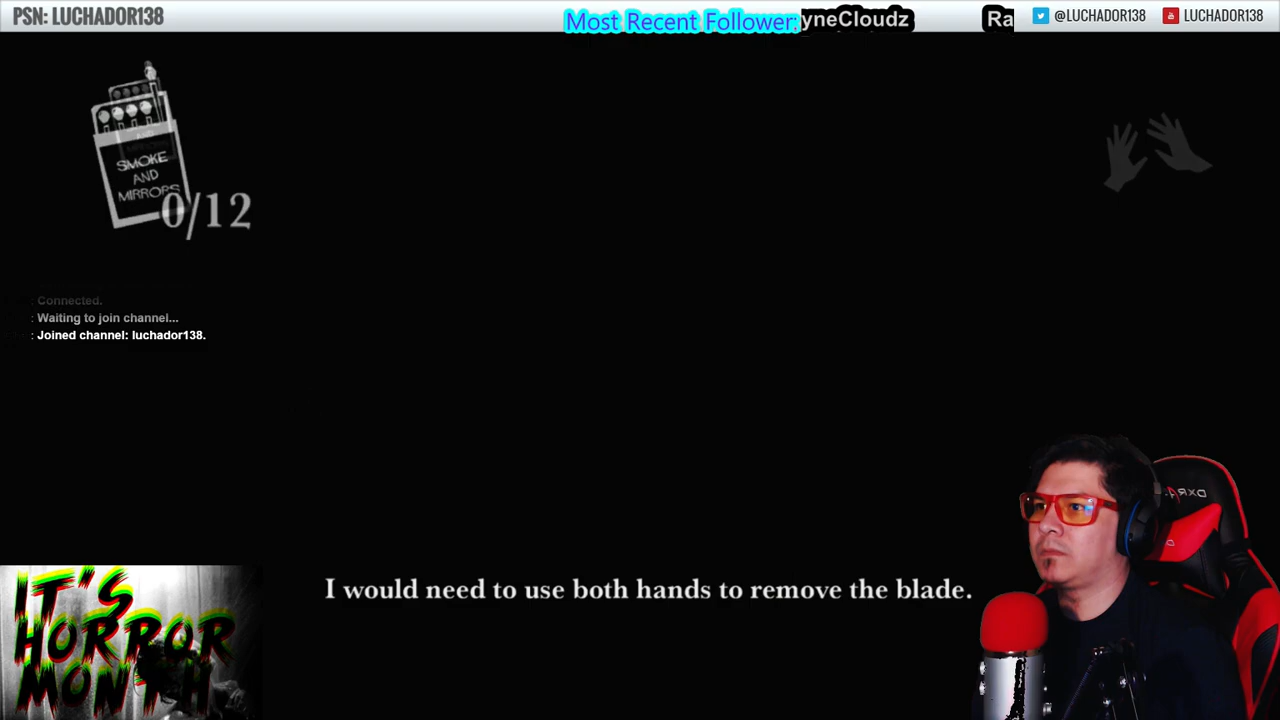 PSN: LUCHADOR138
Most Recent Follower:
yneCloudz
Ra
@LUCHADOR138
LUCHADOR138
SMOKE
AND
MIRRORS
0/12
: Connected.
: Waiting to join channel...
: Joined channel: luchador138.
I would need to use both hands to remove the blade.
IT'S
HORROR
MONTH